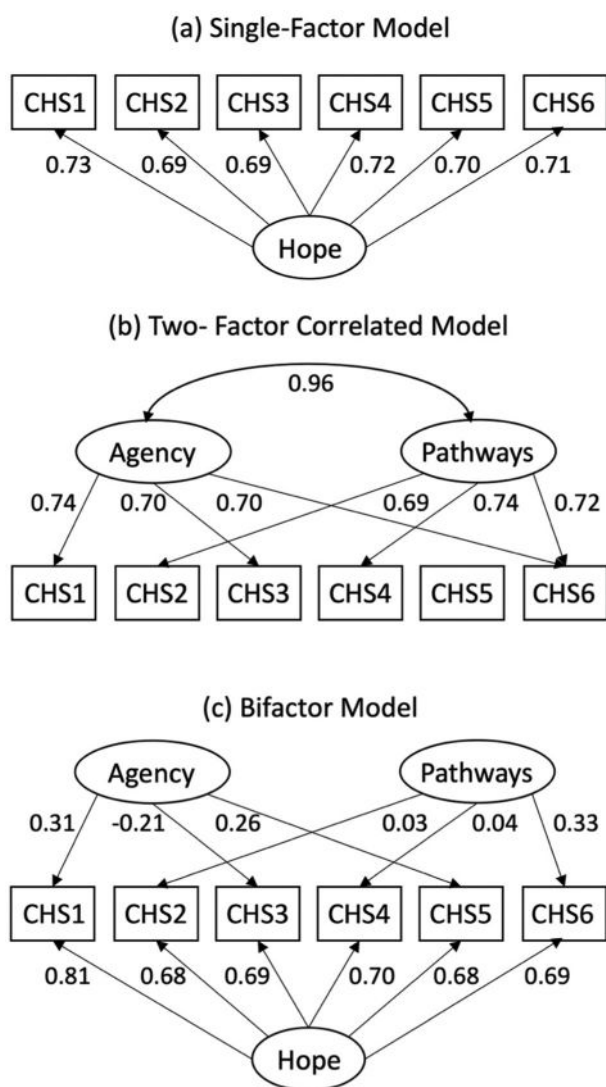 (a) Single-Factor Model
CHS1 CHS2 CHS3 CHS4 CHS5 CHS6
0.73 0.69 0.69 0.72 0.70 0.71
Hope
(b) Two- Factor Correlated Model
0.96
Agency Pathways
0.74 0.70 0.70 0.69 0.74 0.72
CHS1 CHS2 CHS3 CHS4 CHS5 CHS6
(c) Bifactor Model
Agency Pathways
0.31 -0.21 0.26 0.03 0.04 0.33
CHS1 CHS2 CHS3 CHS4 CHS5 CHS6
0.81 0.68 0.69 0.70 0.68 0.69
Hope